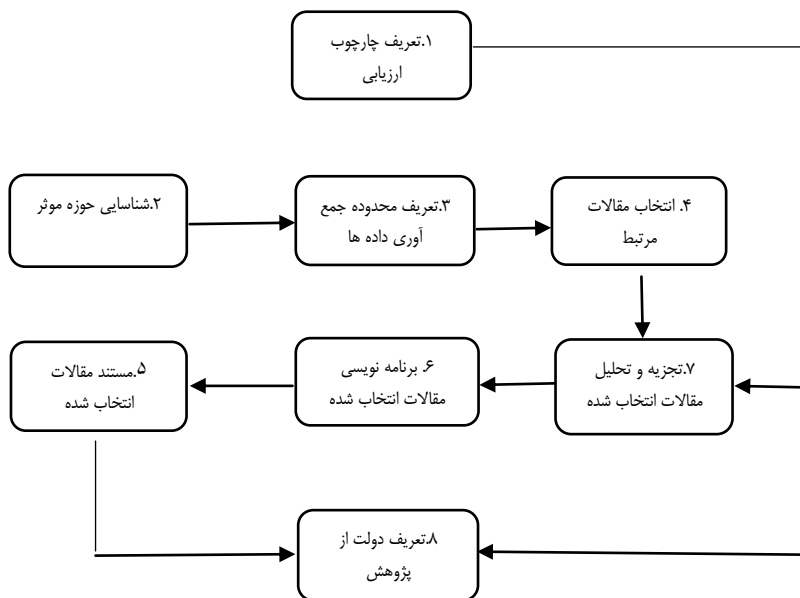 ۱.تعریف چارچوب
ارزیابی
۲.شناسایی حوزه موثر
۳.تعریف محدوده جمع
آوری داده ها
۴. انتخاب مقالات
مرتبط
۵.مستند مقالات
انتخاب شده
۶. برنامه نویسی
مقالات انتخاب شده
۷.تجزیه و تحلیل
مقالات انتخاب شده
۸.تعریف دولت از
پژوهش